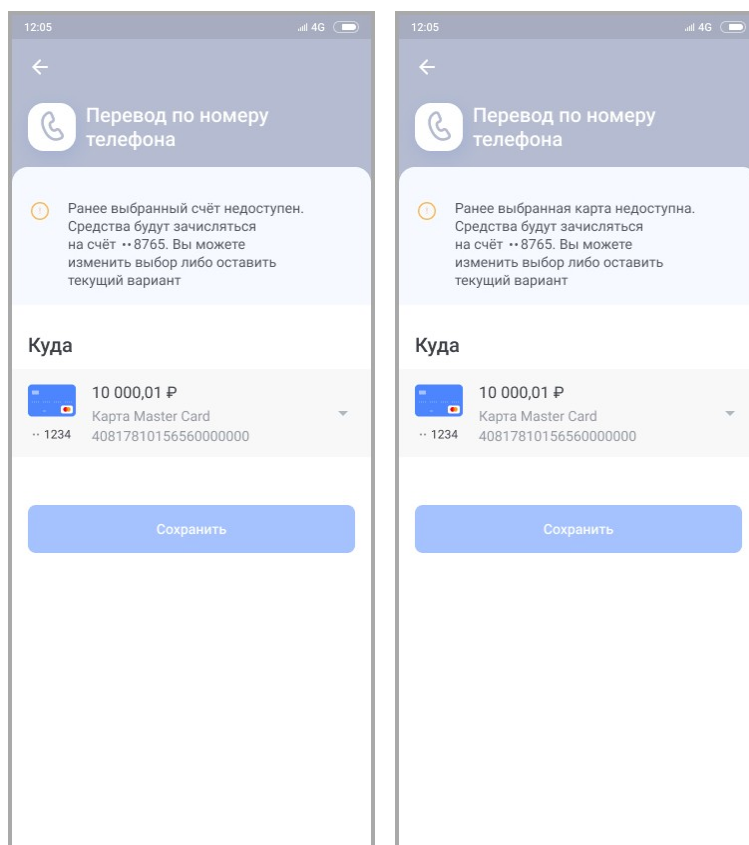 12:05
4G
Перевод по номеру
телефона
Ранее выбранный счёт недоступен.
Средства будут зачисляться
на счёт ··8765. Вы можете
изменить выбор либо оставить
текущий вариант
Куда
10 000,01 ₽
Карта Master Card
·· 1234
40817810156560000000
Сохранить
12:05
4G
Перевод по номеру
телефона
Ранее выбранная карта недоступна.
Средства будут зачисляться
на счёт ··8765. Вы можете
изменить выбор либо оставить
текущий вариант
Куда
10 000,01 ₽
Карта Master Card
·· 1234
40817810156560000000
Сохранить